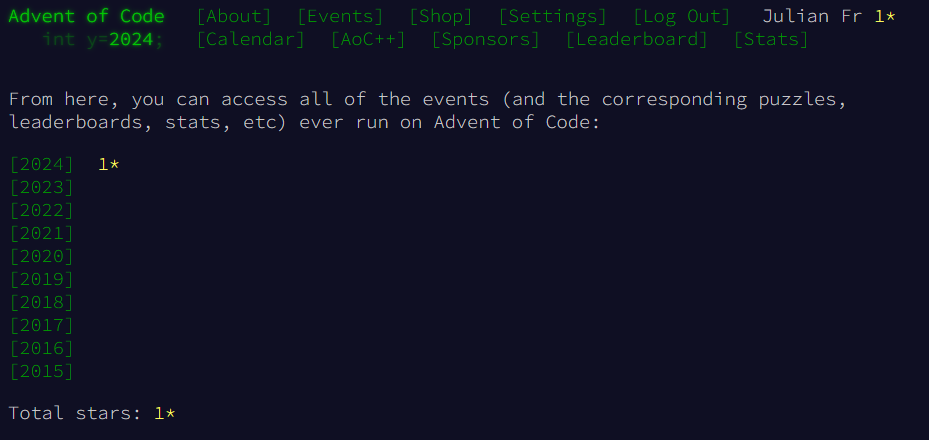 Advent of Code [About] [Events] [Shop] [Settings] [Log Out] Julian Fr 1*
int y=2024; [Calendar] [AoC++] [Sponsors] [Leaderboard] [Stats]
From here, you can access all of the events (and the corresponding puzzles,
leaderboards, stats, etc) ever run on Advent of Code:
[2024] 1*
[2023]
[2022]
[2021]
[2020]
[2019]
[2018]
[2017]
[2016]
[2015]
Total stars: 1*